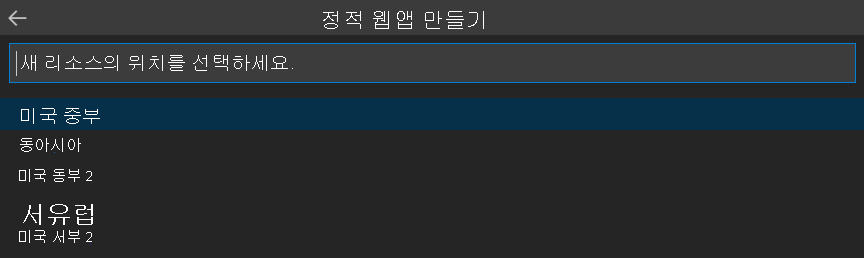 정적 웹앱 만들기
새 리소스의 위치를 선택하세요.
미국 중부
동아시아
미국 동부 2
서유럽
미국 서부 2